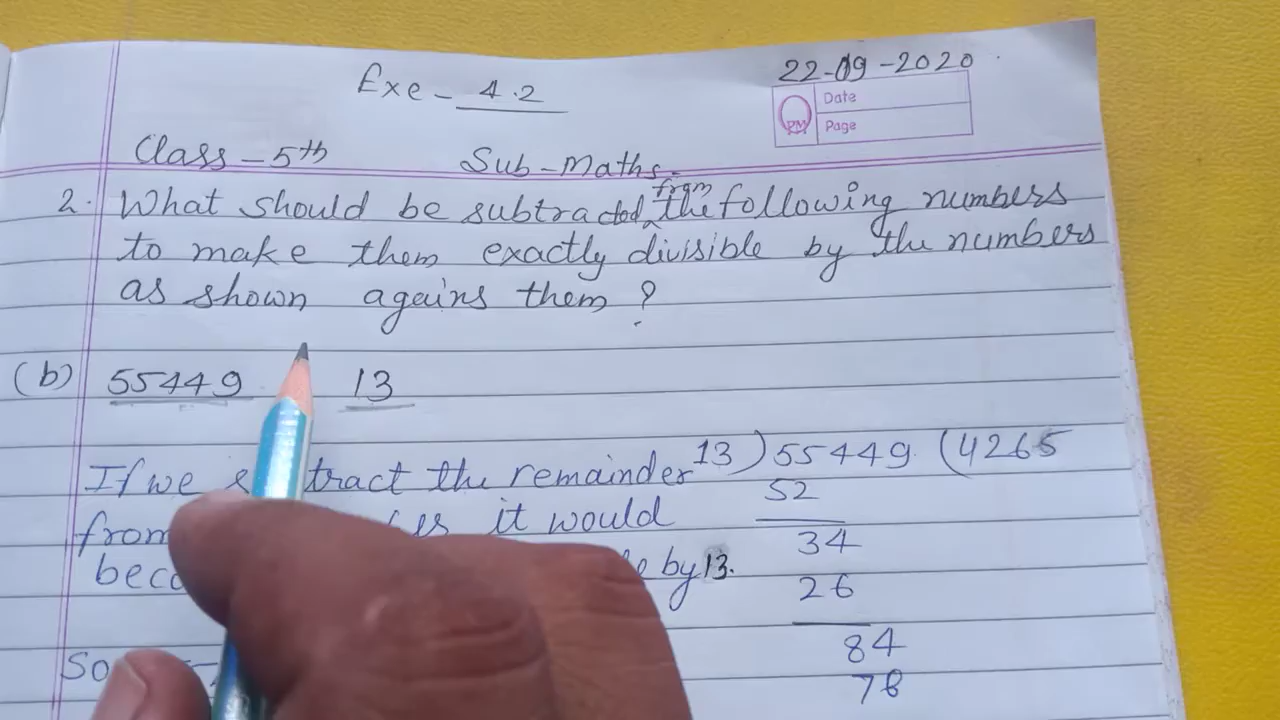 Exe - 4.2
22-09-2020
Date
PM
Page
Class - 5th Sub - Maths -
2. What should be subtracted from the following numbers
to make them exactly divisible by the numbers
as shown agains them ?
(b) 55449 13
If we tract the remainder
from it would
by 13.
So
13 ) 55449 ( 4265
52
34
26
84
78